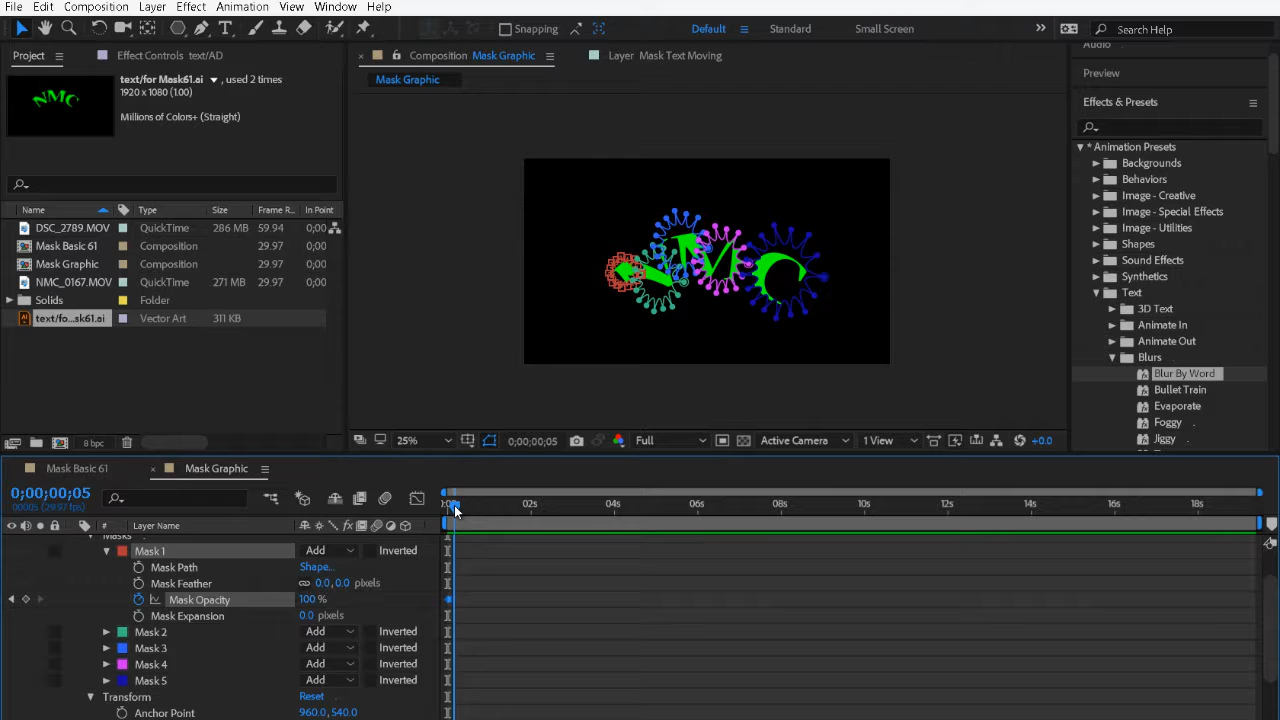 File Edit Composition Layer Effect Animation View Window Help
Snapping Default Standard Small Screen Search Help
Project Effect Controls text/AD
Composition Mask Graphic Layer Mask Text Moving
Audio
Mask Graphic
Preview
text/for Mask61.ai , used 2 times
1920 x 1080 (1.00)
Millions of Colors+ (Straight)
NMC
Effects & Presets
* Animation Presets
Backgrounds
Behaviors
Image - Creative
Image - Special Effects
Image - Utilities
Shapes
Sound Effects
Synthetics
Text
3D Text
Animate In
Animate Out
Blurs
Blur By Word
Bullet Train
Evaporate
Foggy
Jiggy
Name Type Size Frame R... In Point
DSC_2789.MOV QuickTime 286 MB 59.94 0;00
Mask Basic 61 Composition 29.97 0;00
Mask Graphic Composition 29.97 0;00
NMC_0167.MOV QuickTime 271 MB 29.97 0;00
Solids Folder
text/fo...sk61.ai Vector Art 311 KB
NMC
8 bpc
25% 0;00;00;05 Full Active Camera 1 View +0.0
Mask Basic 61 Mask Graphic
0;00;00;05
00005 (29.97 fps)
02s 04s 06s 08s 10s 12s 14s 16s 18s
# Layer Name
Masks
Mask 1 Add Inverted
Mask Path Shape...
Mask Feather 0.0,0.0 pixels
Mask Opacity 100 %
Mask Expansion 0.0 pixels
Mask 2 Add Inverted
Mask 3 Add Inverted
Mask 4 Add Inverted
Mask 5 Add Inverted
Transform Reset
Anchor Point 960.0,540.0